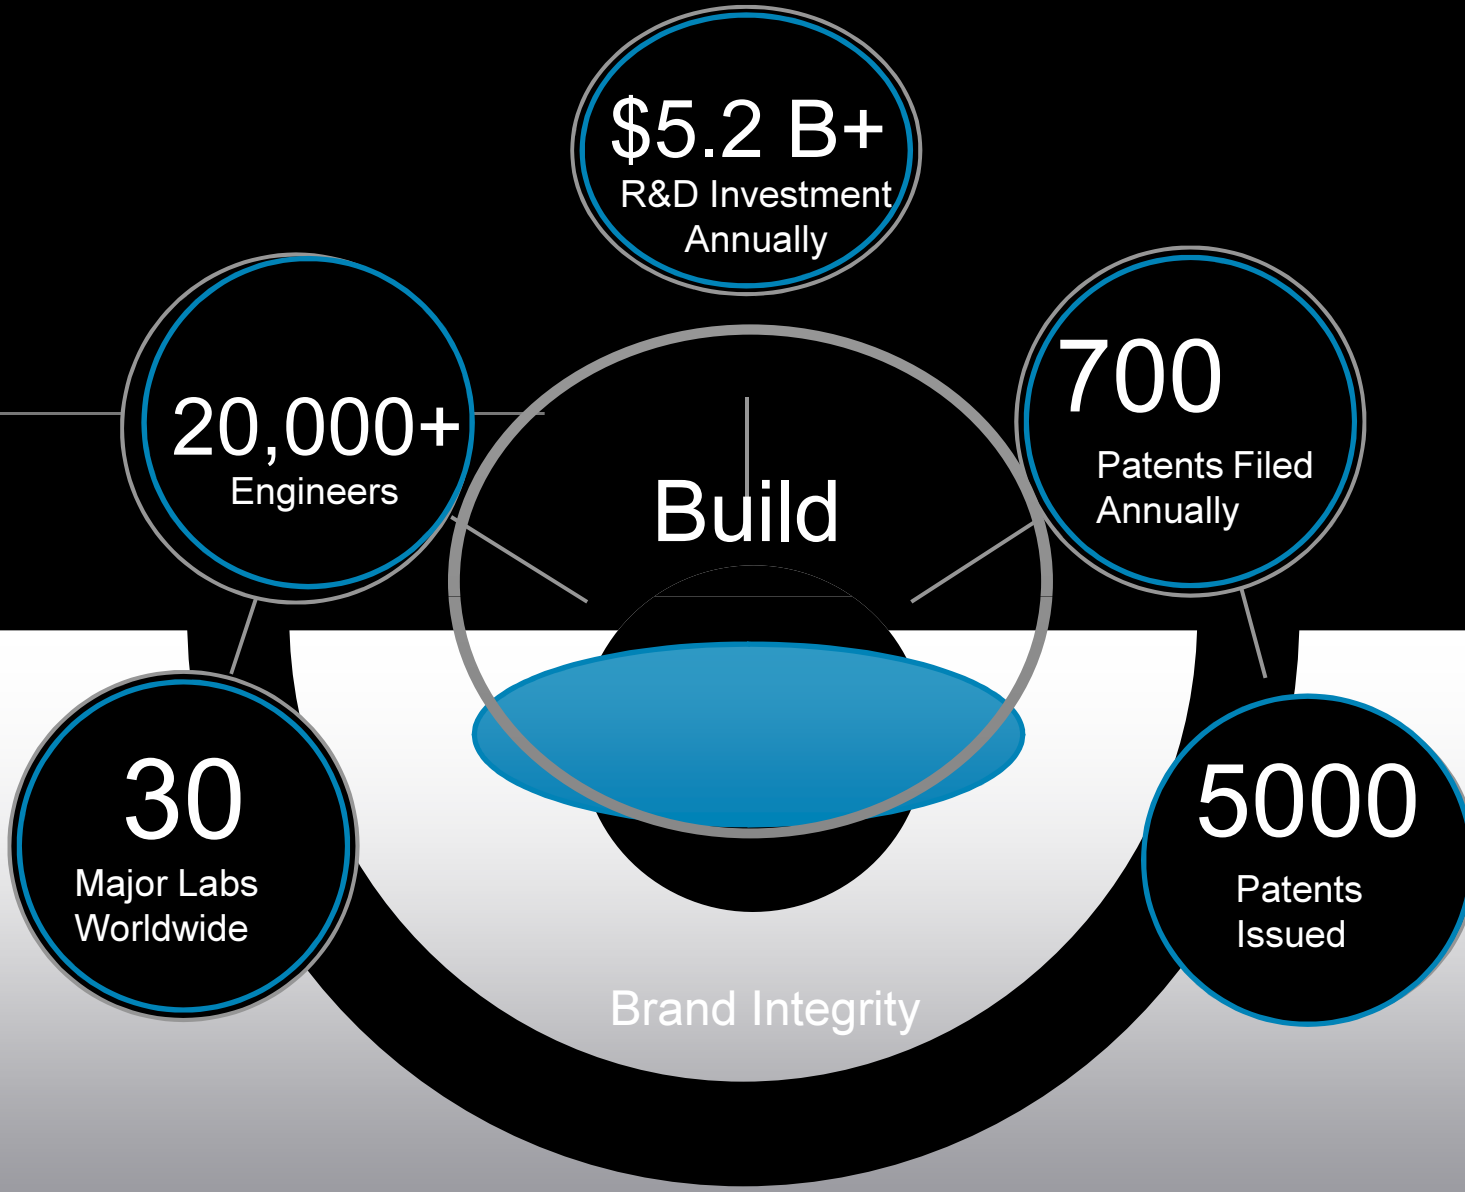 $5.2 B+
R&D Investment
Annually
20,000+
Engineers
700
Patents Filed
Annually
Build
30
Major Labs
Worldwide
5000
Patents
Issued
Brand Integrity